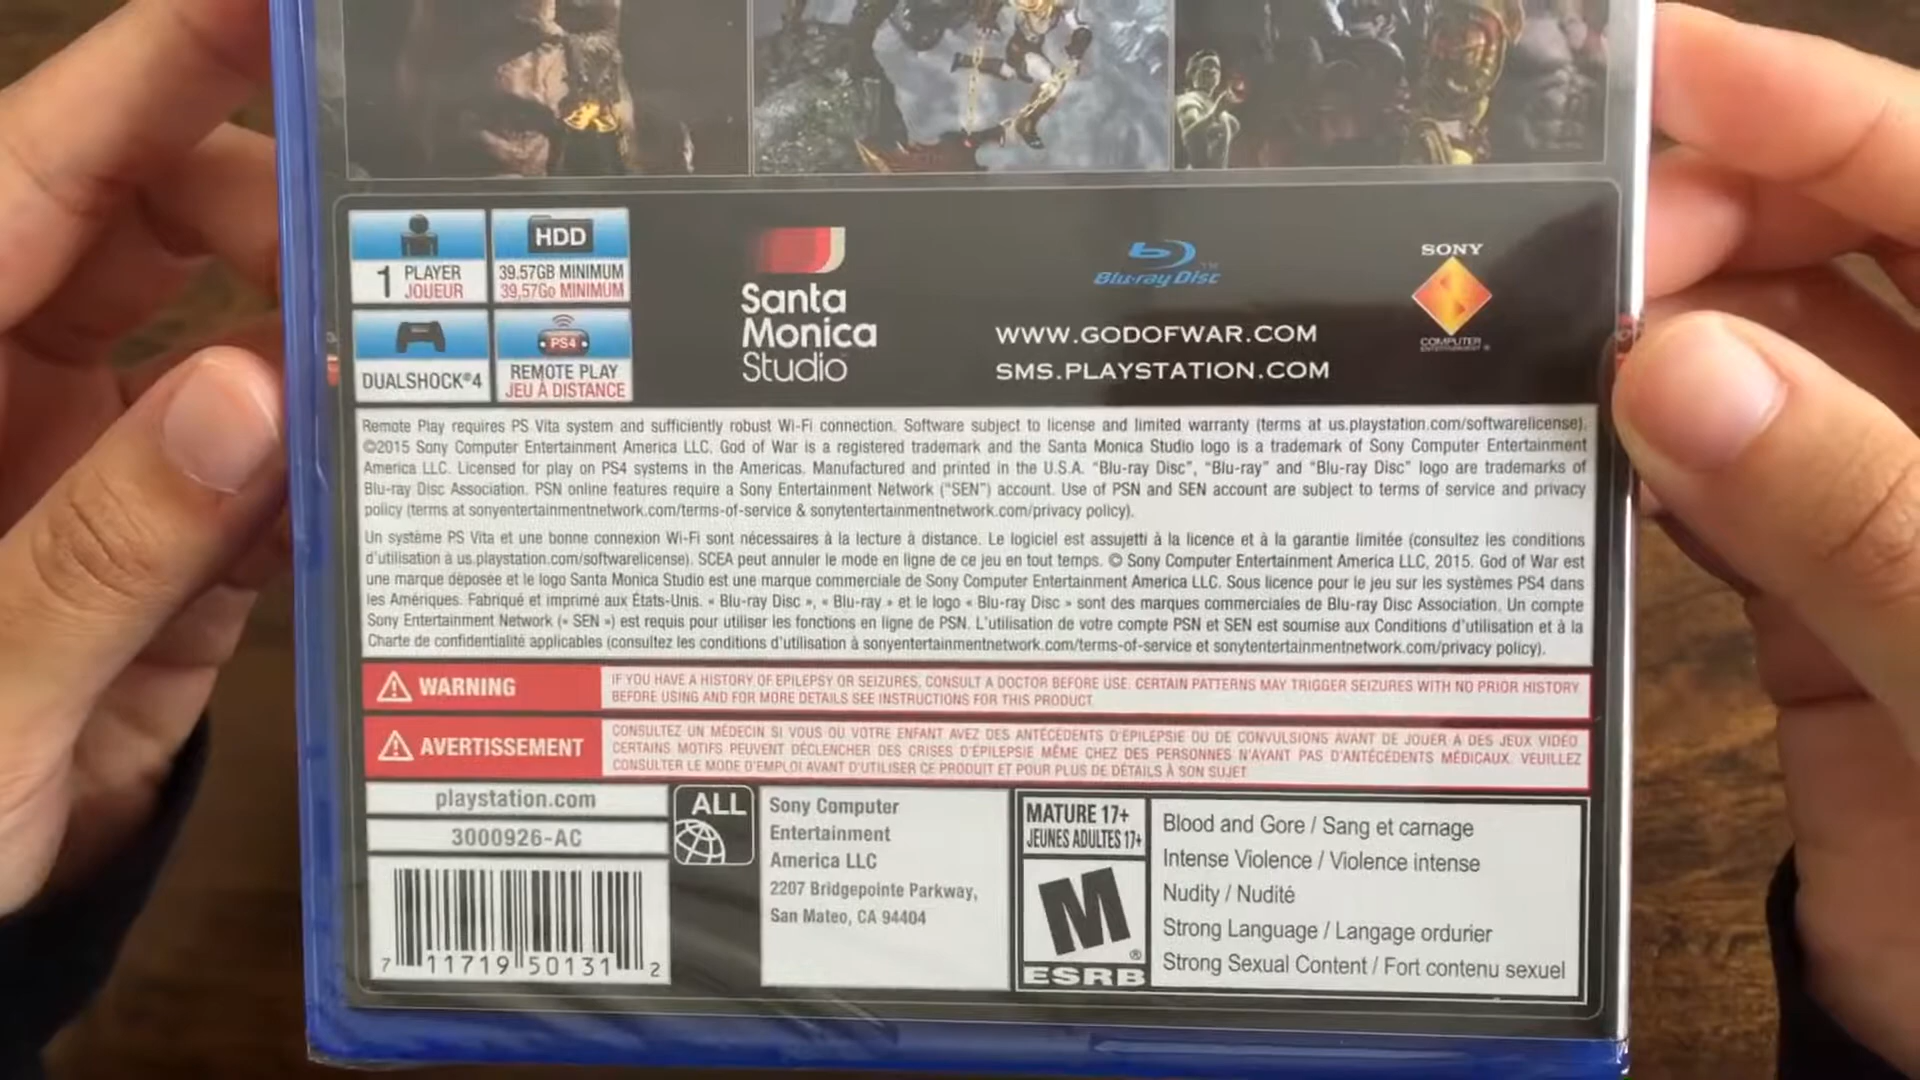 1 PLAYER
JOUEUR
HDD
39.57GB MINIMUM
39,57Go MINIMUM
DUALSHOCK®4
PS4
REMOTE PLAY
JEU À DISTANCE
Santa
Monica
Studio
Blu-ray Disc™
WWW.GODOFWAR.COM
SMS.PLAYSTATION.COM
SONY
COMPUTER
ENTERTAINMENT®
Remote Play requires PS Vita system and sufficiently robust Wi-Fi connection. Software subject to license and limited warranty (terms at us.playstation.com/softwarelicense).
©2015 Sony Computer Entertainment America LLC. God of War is a registered trademark and the Santa Monica Studio logo is a trademark of Sony Computer Entertainment
America LLC. Licensed for play on PS4 systems in the Americas. Manufactured and printed in the U.S.A. “Blu-ray Disc”, “Blu-ray” and “Blu-ray Disc” logo are trademarks of
Blu-ray Disc Association. PSN online features require a Sony Entertainment Network (“SEN”) account. Use of PSN and SEN account are subject to terms of service and privacy
policy (terms at sonyentertainmentnetwork.com/terms-of-service & sonytentertainmentnetwork.com/privacy policy).
Un système PS Vita et une bonne connexion Wi-Fi sont nécessaires à la lecture à distance. Le logiciel est assujetti à la licence et à la garantie limitée (consultez les conditions
d’utilisation à us.playstation.com/softwarelicense). SCEA peut annuler le mode en ligne de ce jeu en tout temps. © Sony Computer Entertainment America LLC, 2015. God of War est
une marque déposée et le logo Santa Monica Studio est une marque commerciale de Sony Computer Entertainment America LLC. Sous licence pour le jeu sur les systèmes PS4 dans
les Amériques. Fabriqué et imprimé aux États-Unis. « Blu-ray Disc », « Blu-ray » et le logo « Blu-ray Disc » sont des marques commerciales de Blu-ray Disc Association. Un compte
Sony Entertainment Network (« SEN ») est requis pour utiliser les fonctions en ligne de PSN. L’utilisation de votre compte PSN et SEN est soumise aux Conditions d’utilisation et à la
Charte de confidentialité applicables (consultez les conditions d’utilisation à sonyentertainmentnetwork.com/terms-of-service et sonytentertainmentnetwork.com/privacy policy).
WARNING
IF YOU HAVE A HISTORY OF EPILEPSY OR SEIZURES, CONSULT A DOCTOR BEFORE USE. CERTAIN PATTERNS MAY TRIGGER SEIZURES WITH NO PRIOR HISTORY
BEFORE USING AND FOR MORE DETAILS SEE INSTRUCTIONS FOR THIS PRODUCT
AVERTISSEMENT
CONSULTEZ UN MÉDECIN SI VOUS OU VOTRE ENFANT AVEZ DES ANTÉCÉDENTS D’ÉPILEPSIE OU DE CONVULSIONS AVANT DE JOUER À DES JEUX VIDÉO
CERTAINS MOTIFS PEUVENT DÉCLENCHER DES CRISES D’ÉPILEPSIE MÊME CHEZ DES PERSONNES N’AYANT PAS D’ANTÉCÉDENTS MÉDICAUX. VEUILLEZ
CONSULTER LE MODE D’EMPLOI AVANT D’UTILISER CE PRODUIT ET POUR PLUS DE DÉTAILS À SON SUJET
playstation.com
3000926-AC
7 11719 50131 2
ALL
Sony Computer
Entertainment
America LLC
2207 Bridgepointe Parkway,
San Mateo, CA 94404
MATURE 17+
JEUNES ADULTES 17+
M
®
ESRB
Blood and Gore / Sang et carnage
Intense Violence / Violence intense
Nudity / Nudité
Strong Language / Langage ordurier
Strong Sexual Content / Fort contenu sexuel